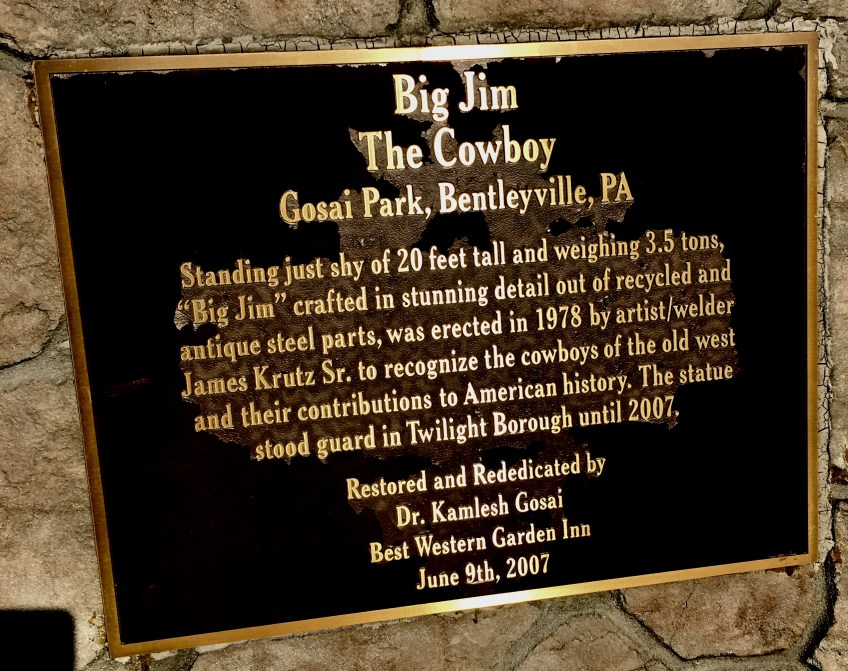 Big Jim
The Cowboy
Gosai Park, Bentleyville, PA
Standing just shy of 20 feet tall and weighing 3.5 tons,
“Big Jim” crafted in stunning detail out of recycled and
antique steel parts, was erected in 1978 by artist/welder
James Krutz Sr. to recognize the cowboys of the old west
and their contributions to American history. The statue
stood guard in Twilight Borough until 2007.
Restored and Rededicated by
Dr. Kamlesh Gosai
Best Western Garden Inn
June 9th, 2007